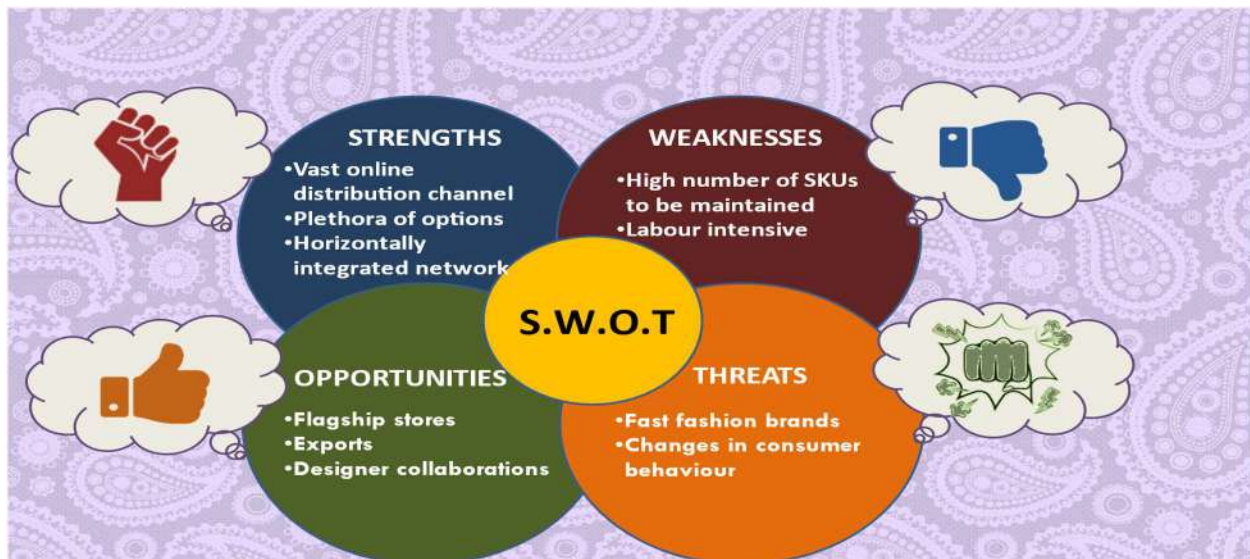 STRENGTHS
•Vast online
distribution channel
•Plethora of options
•Horizontally
integrated network
WEAKNESSES
•High number of SKUs
to be maintained
•Labour intensive
S.W.O.T
OPPORTUNITIES
•Flagship stores
•Exports
•Designer collaborations
THREATS
•Fast fashion brands
•Changes in consumer
behaviour